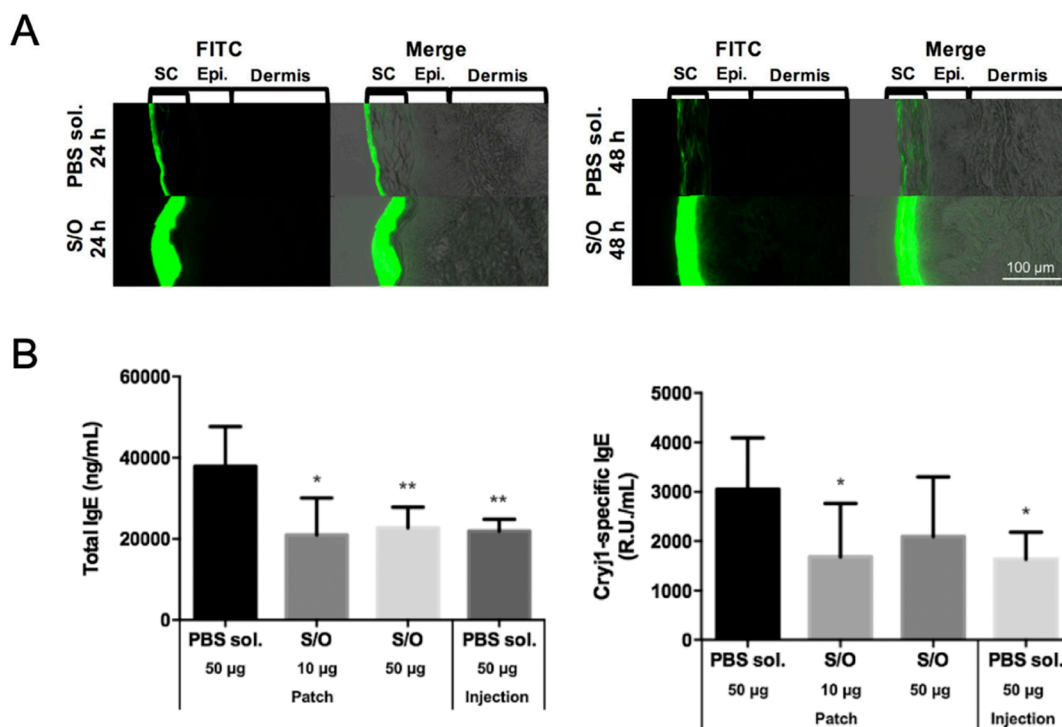 A
FITC
Merge
SC Epi. Dermis
SC Epi. Dermis
PBS sol.
24 h
S/O
24 h
FITC
Merge
SC Epi. Dermis
SC Epi. Dermis
PBS sol.
48 h
S/O
48 h
100 µm
B
Total IgE (ng/mL)
60000
40000
20000
0
*
**
**
PBS sol. S/O S/O PBS sol.
50 µg 10 µg 50 µg 50 µg
Patch Injection
Cryj1-specific IgE
(R.U./mL)
5000
4000
3000
2000
1000
0
*
*
PBS sol. S/O S/O PBS sol.
50 µg 10 µg 50 µg 50 µg
Patch Injection